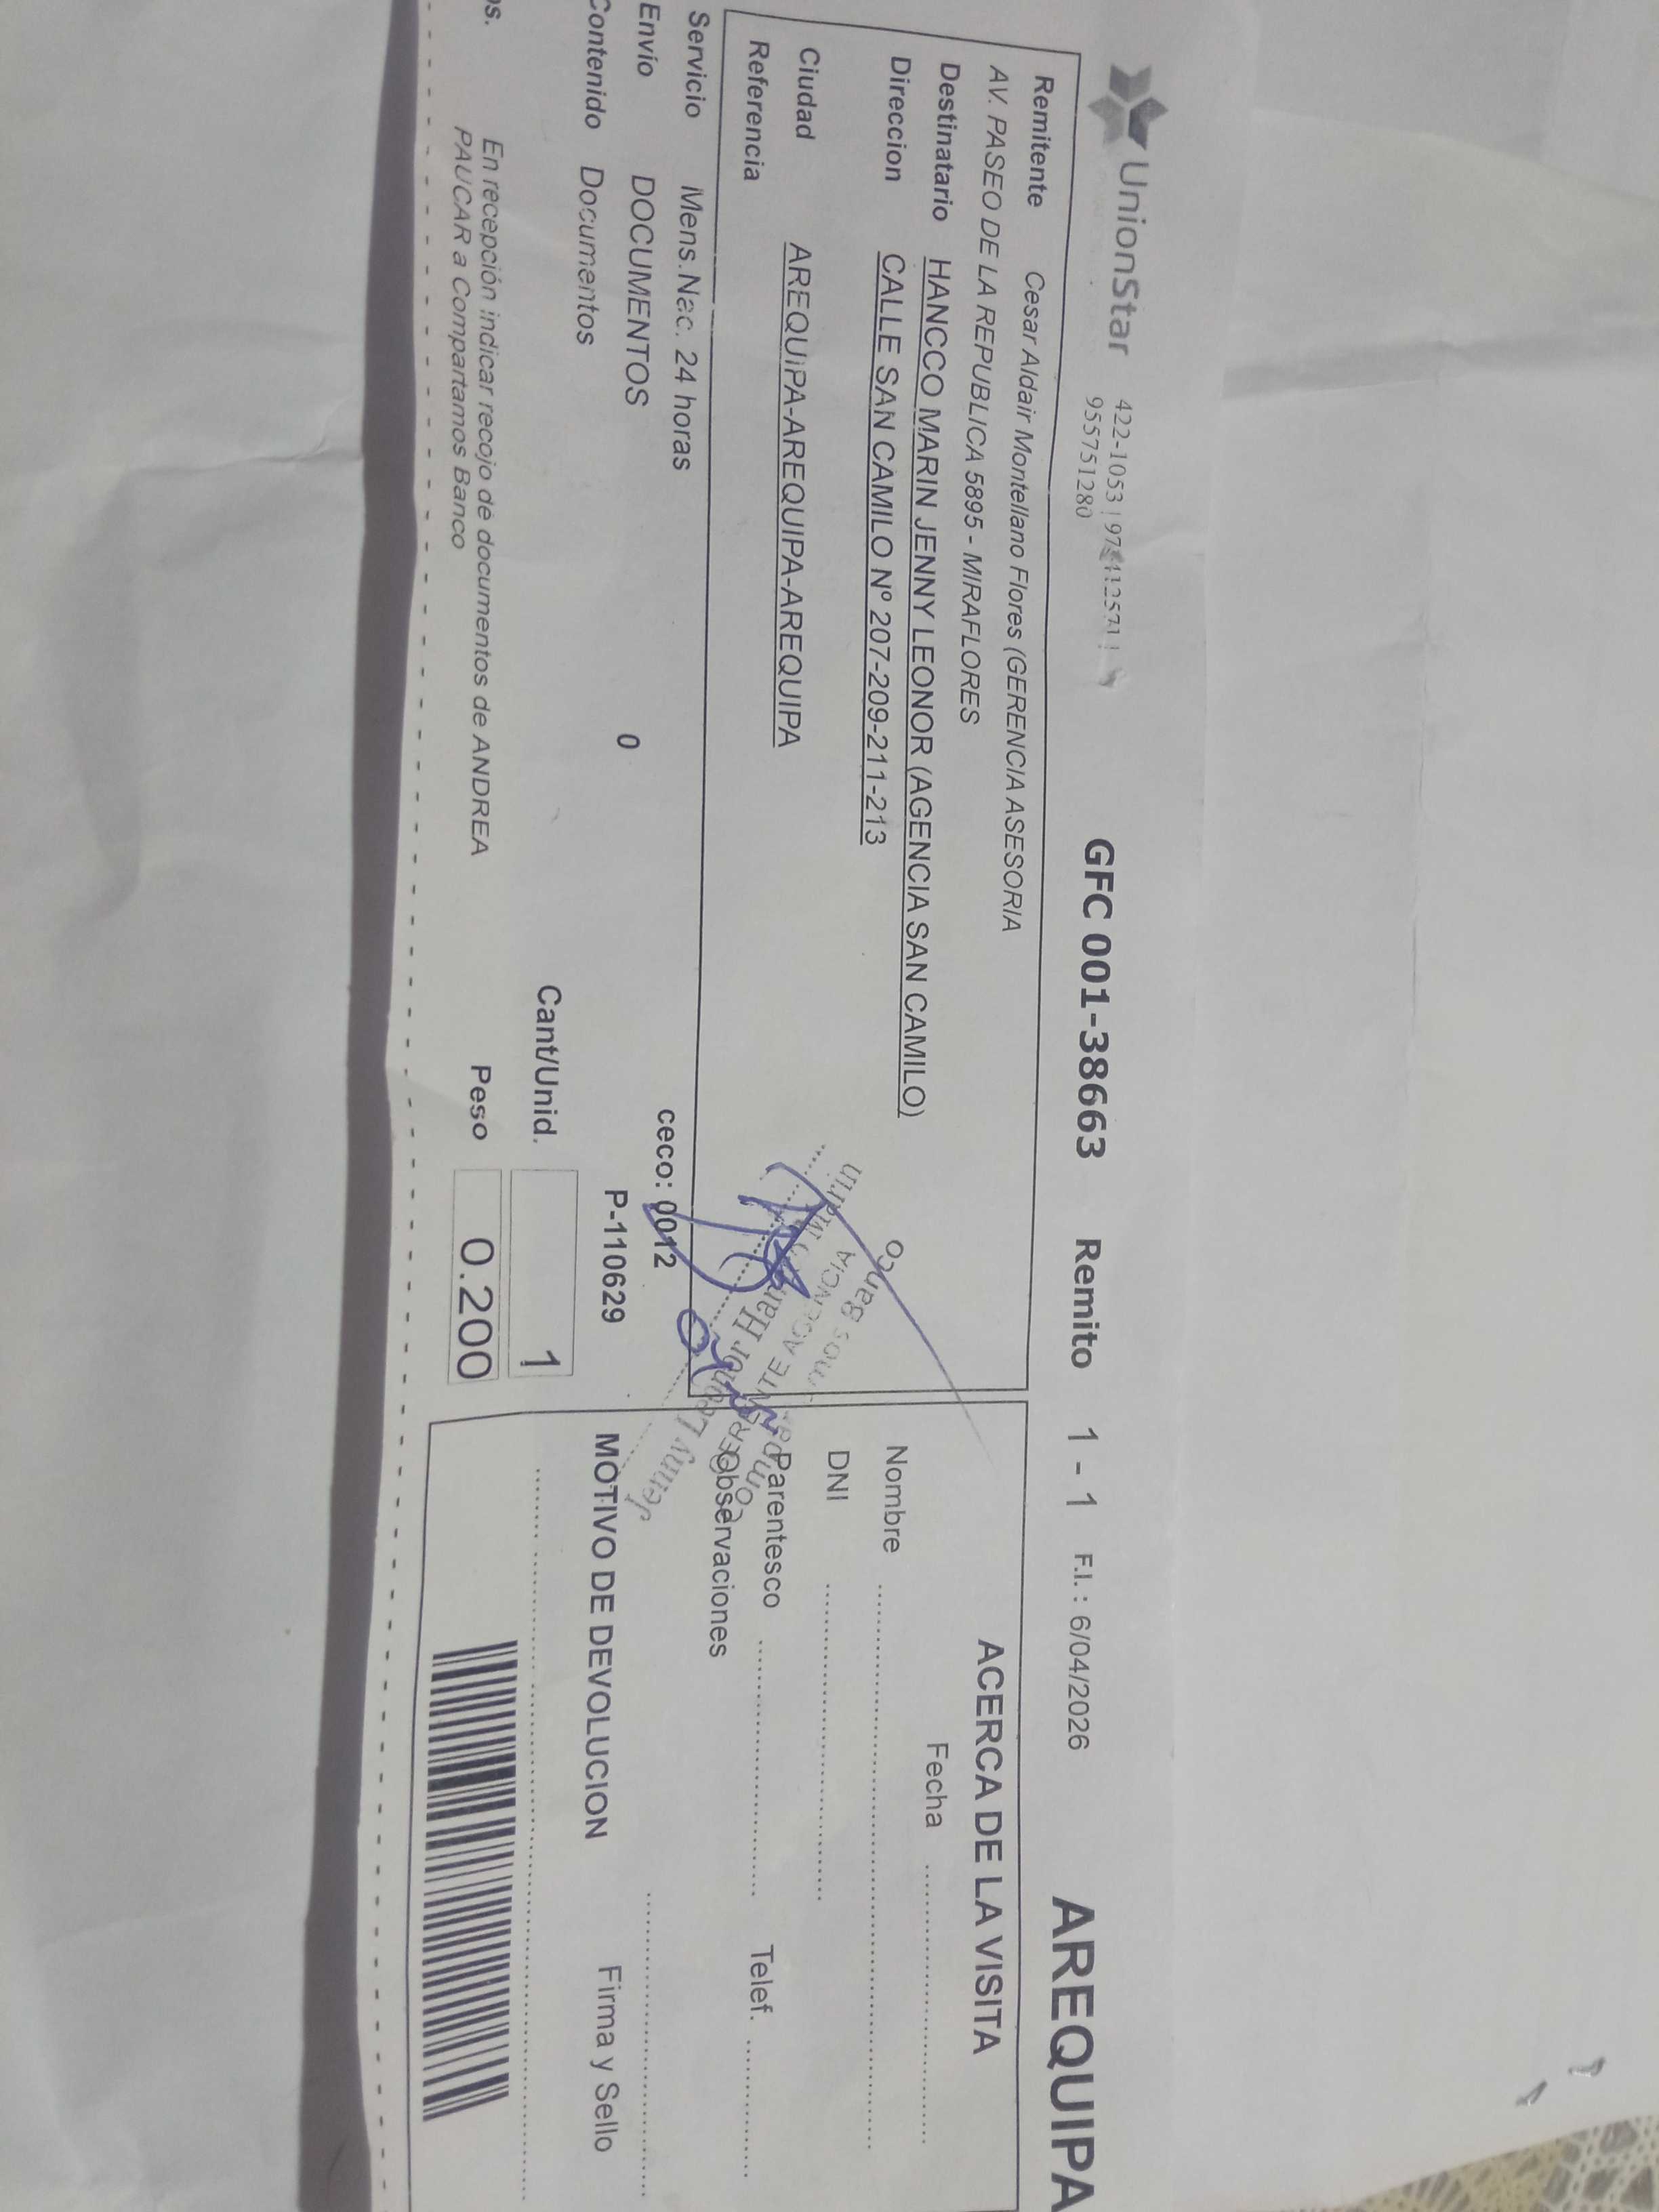 UnionStar
422-1053
955751280
GFC 001-38663 Remito 1 - 1 F.I. : 6/04/2026 AREQUIPA
Remitente Cesar Aldair Montellano Flores (GERENCIA ASESORIA
AV. PASEO DE LA REPUBLICA 5895 - MIRAFLORES
Destinatario HANCCO MARIN JENNY LEONOR (AGENCIA SAN CAMILO)
Direccion CALLE SAN CAMILO Nº 207-209-211-213
Ciudad AREQUIPA-AREQUIPA-AREQUIPA
Referencia
Servicio Mens.Nac. 24 horas ceco: 0012
Envío DOCUMENTOS 0 P-110629
Contenido Documentos
Cant/Unid. 1
En recepción indicar recojo de documentos de ANDREA
PAUCAR a Compartamos Banco
Peso 0.200
ACERCA DE LA VISITA
Fecha
Nombre
DNI
Parentesco Telef.
Observaciones
MOTIVO DE DEVOLUCION Firma y Sello